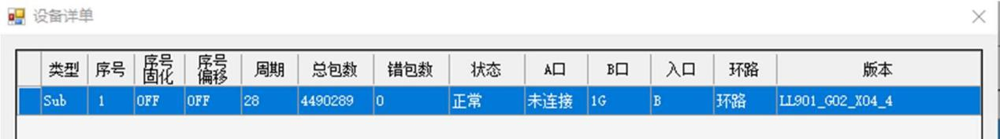 设备详单
类型 序号 序号固化 序号偏移 周期 总包数 错包数 状态 A口 B口 入口 环路 版本
Sub 1 OFF OFF 28 4490289 0 正常 未连接 1G B 环路 LL901_G02_X04_4